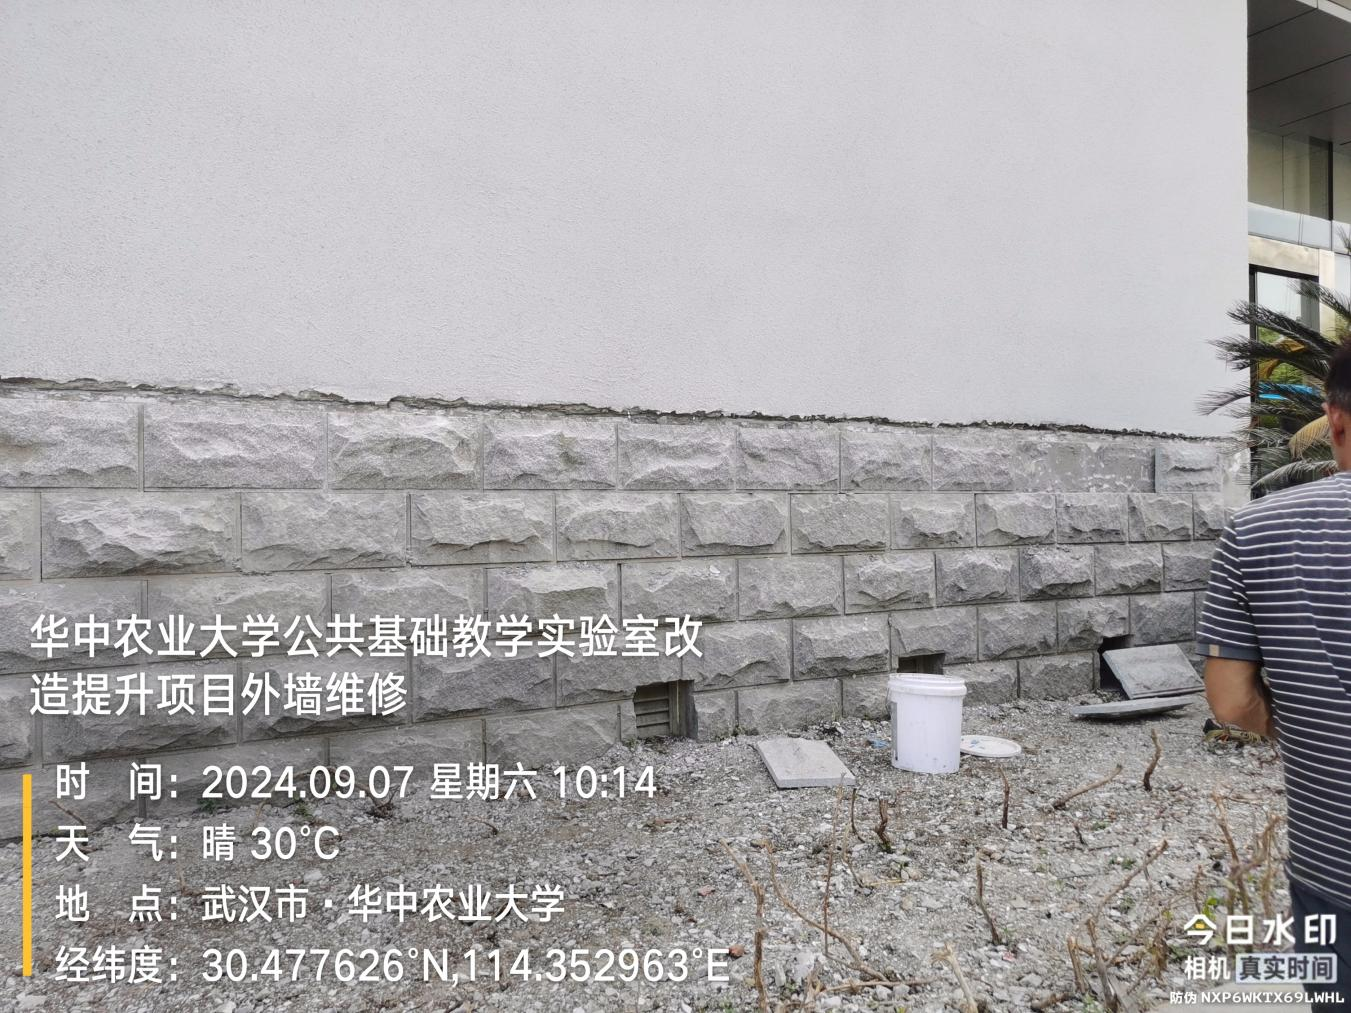 华中农业大学公共基础教学实验室改
造提升项目外墙维修
时 间：2024.09.07 星期六 10:14
天 气：晴 30°C
地 点：武汉市·华中农业大学
经纬度：30.477626°N,114.352963°E
今日水印
相机 真实时间
防伪 NXP6WKTX69LWHL